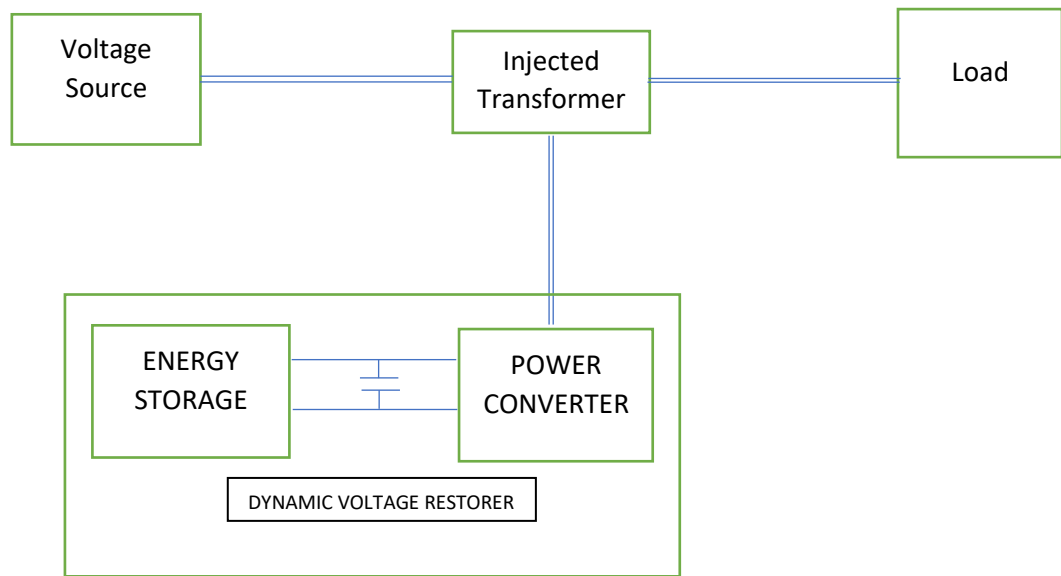 Voltage
Source
Injected
Transformer
Load
ENERGY
STORAGE
POWER
CONVERTER
DYNAMIC VOLTAGE RESTORER